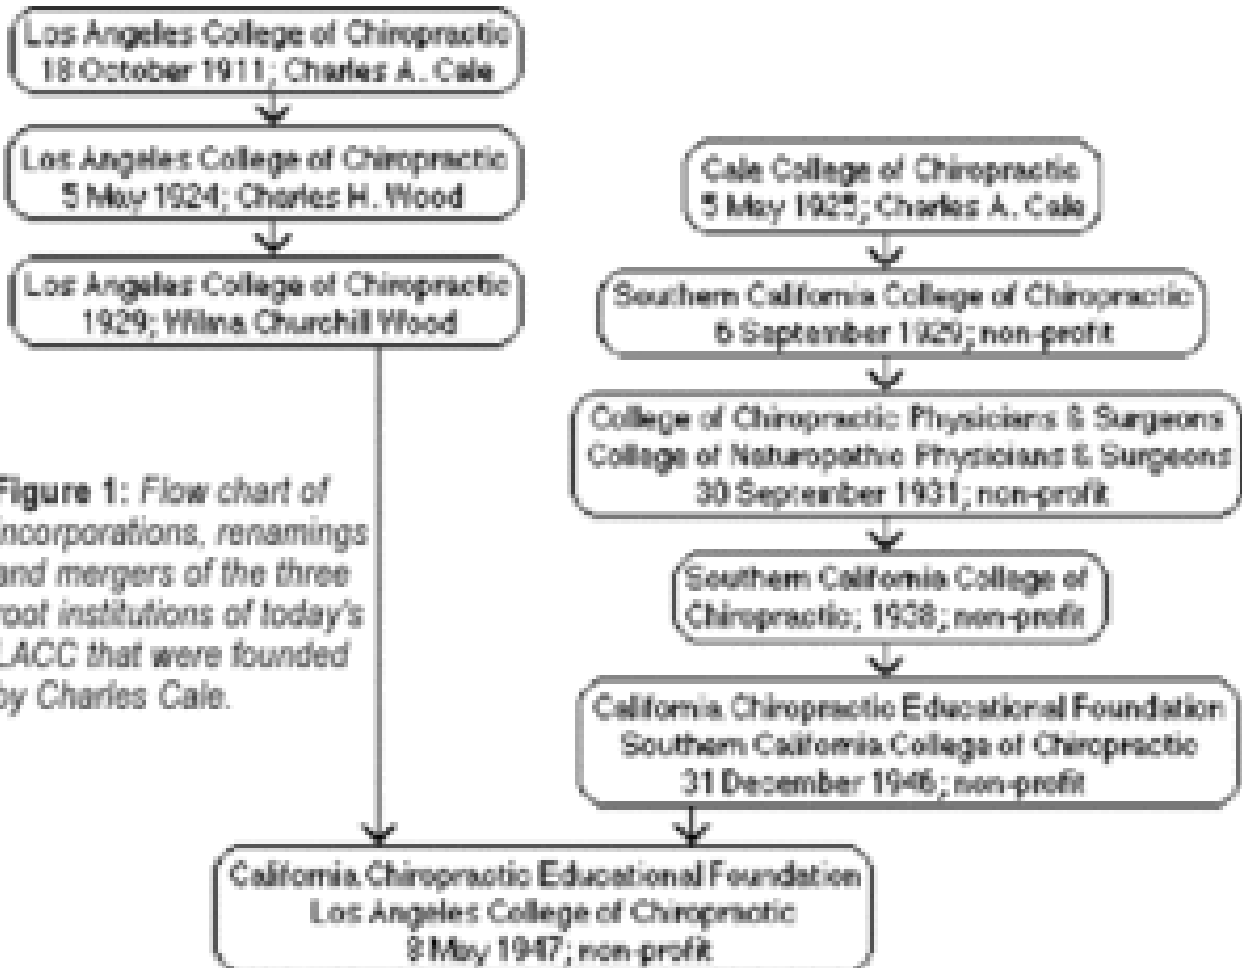 Los Angeles College of Chiropractic
18 October 1911; Charles A. Cale
Los Angeles College of Chiropractic
5 May 1924; Charles H. Wood
Los Angeles College of Chiropractic
1929; Wilma Churchill Wood
Cale College of Chiropractic
5 May 1925; Charles A. Cale
Southern California College of Chiropractic
6 September 1929; non-profit
College of Chiropractic Physicians & Surgeons
College of Naturopathic Physicians & Surgeons
30 September 1931; non-profit
Southern California College of
Chiropractic; 1938; non-profit
California Chiropractic Educational Foundation
Southern California College of Chiropractic
31 December 1946; non-profit
Figure 1: Flow chart of
incorporations, renamings
and mergers of the three
root institutions of today's
LACC that were founded
by Charles Cale.
California Chiropractic Educational Foundation
Los Angeles College of Chiropractic
8 May 1947; non-profit